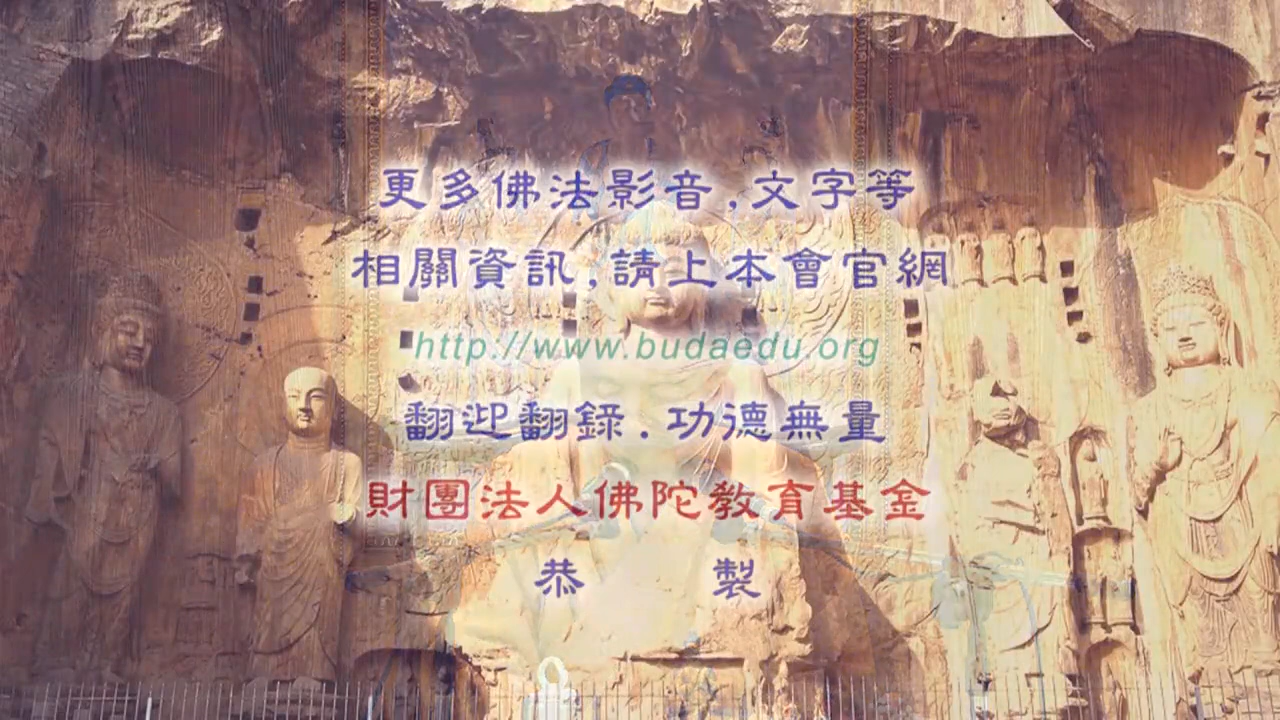 更多佛法影音,文字等
相關資訊,請上本會官網
http://www.budaedu.org
翻迎翻錄.功德無量
財團法人佛陀教育基金
恭 製